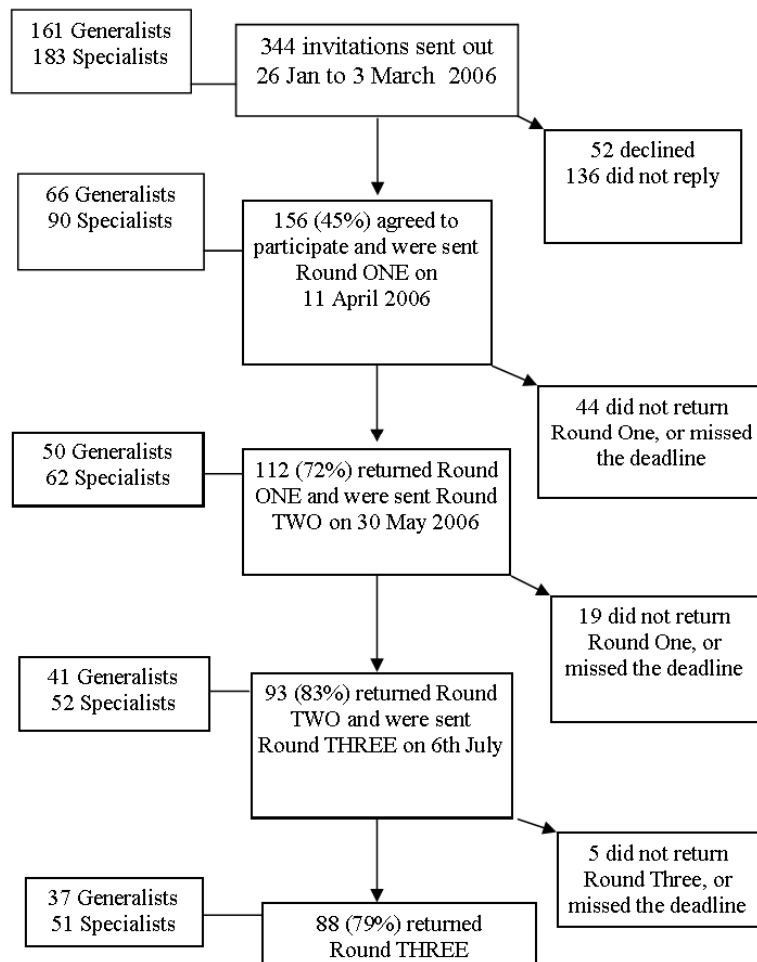 161 Generalists
183 Specialists
344 invitations sent out
26 Jan to 3 March 2006
52 declined
136 did not reply
66 Generalists
90 Specialists
156 (45%) agreed to
participate and were sent
Round ONE on
11 April 2006
44 did not return
Round One, or missed
the deadline
50 Generalists
62 Specialists
112 (72%) returned Round
ONE and were sent Round
TWO on 30 May 2006
19 did not return
Round One, or
missed the deadline
41 Generalists
52 Specialists
93 (83%) returned Round
TWO and were sent
Round THREE on 6th July
5 did not return
Round Three, or
missed the deadline
37 Generalists
51 Specialists
88 (79%) returned
Round THREE